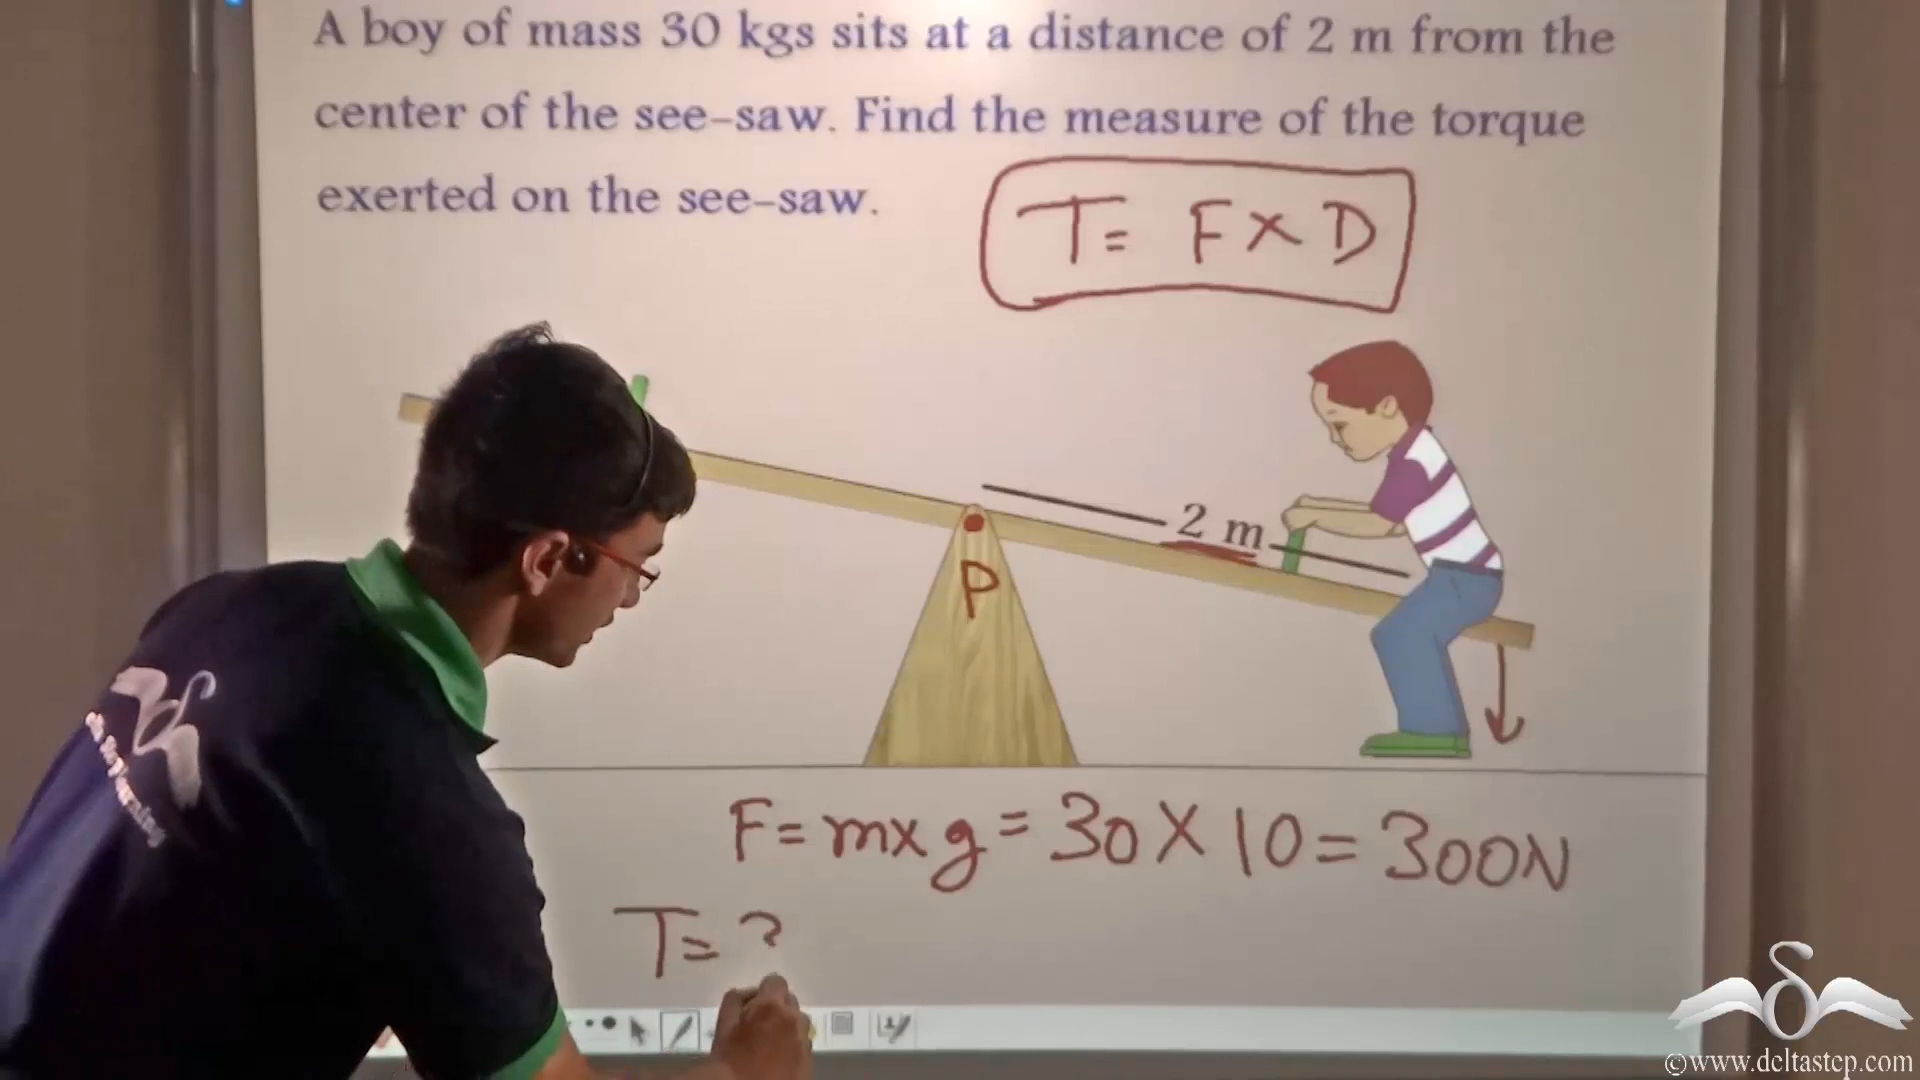 A boy of mass 30 kgs sits at a distance of 2 m from the
center of the see-saw. Find the measure of the torque
exerted on the see-saw.
T = F X D
2 m
P
F = m x g = 30 X 10 = 300N
T = ?
©www.deltastep.com